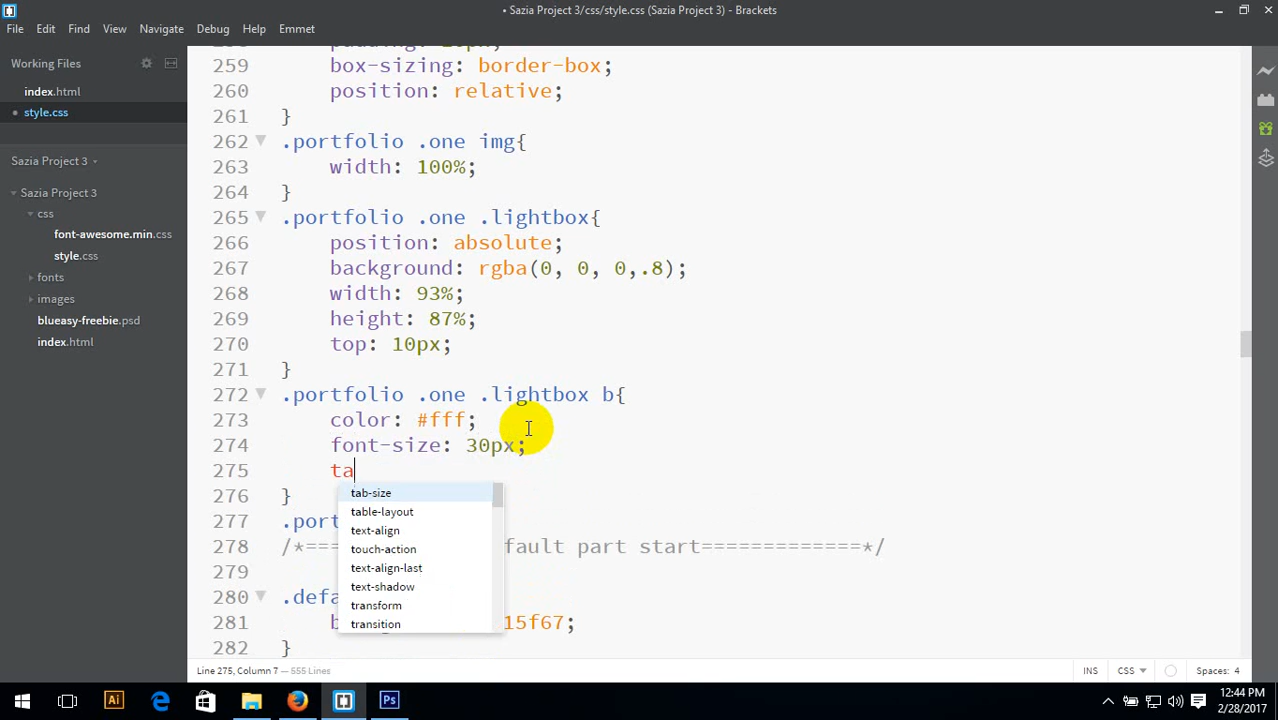 • Sazia Project 3/css/style.css (Sazia Project 3) - Brackets
File Edit Find View Navigate Debug Help Emmet
Working Files
index.html
style.css
Sazia Project 3
Sazia Project 3
css
font-awesome.min.css
style.css
fonts
images
blueasy-freebie.psd
index.html
259 box-sizing: border-box;
260 position: relative;
261 }
262 .portfolio .one img{
263 width: 100%;
264 }
265 .portfolio .one .lightbox{
266 position: absolute;
267 background: rgba(0, 0, 0,.8);
268 width: 93%;
269 height: 87%;
270 top: 10px;
271 }
272 .portfolio .one .lightbox b{
273 color: #fff;
274 font-size: 30px;
275 ta
276 }
277 .port
278 /*== fault part start=============*/
279
280 .defa
281 b 15f67;
282 }
tab-size
table-layout
text-align
touch-action
text-align-last
text-shadow
transform
transition
Line 275, Column 7 — 555 Lines
INS CSS Spaces: 4
12:44 PM
2/28/2017